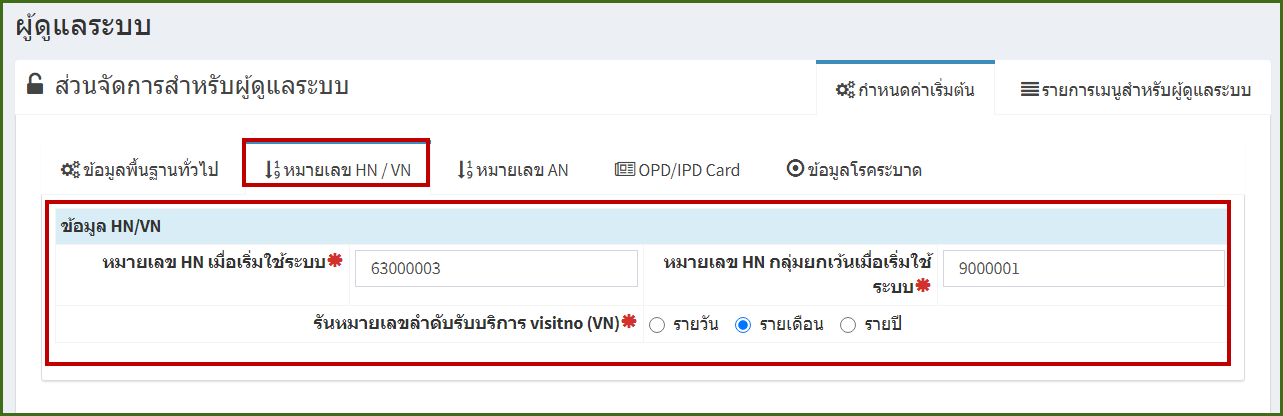 ผู้ดูแลระบบ
ส่วนจัดการสำหรับผู้ดูแลระบบ
กำหนดค่าเริ่มต้น
รายการเมนูสำหรับผู้ดูแลระบบ
ข้อมูลพื้นฐานทั่วไป
หมายเลข HN / VN
หมายเลข AN
OPD/IPD Card
ข้อมูลโรคระบาด
ข้อมูล HN/VN
หมายเลข HN เมื่อเริ่มใช้ระบบ
63000003
หมายเลข HN กลุ่มยกเว้นเมื่อเริ่มใช้
ระบบ
9000001
รันหมายเลขลำดับรับบริการ visitno (VN)
รายวัน
รายเดือน
รายปี